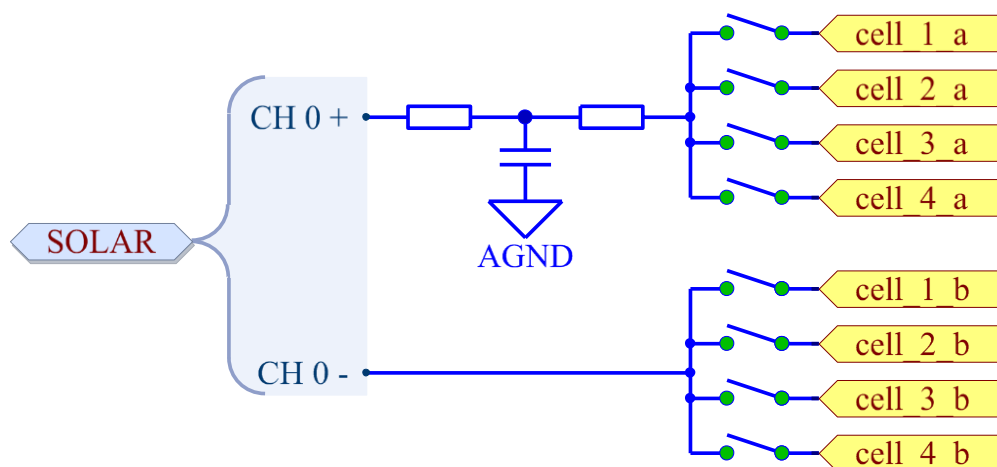 cell_1_a
cell_2_a
CH 0 +
cell_3_a
cell_4_a
SOLAR
AGND
cell_1_b
cell_2_b
CH 0 -
cell_3_b
cell_4_b